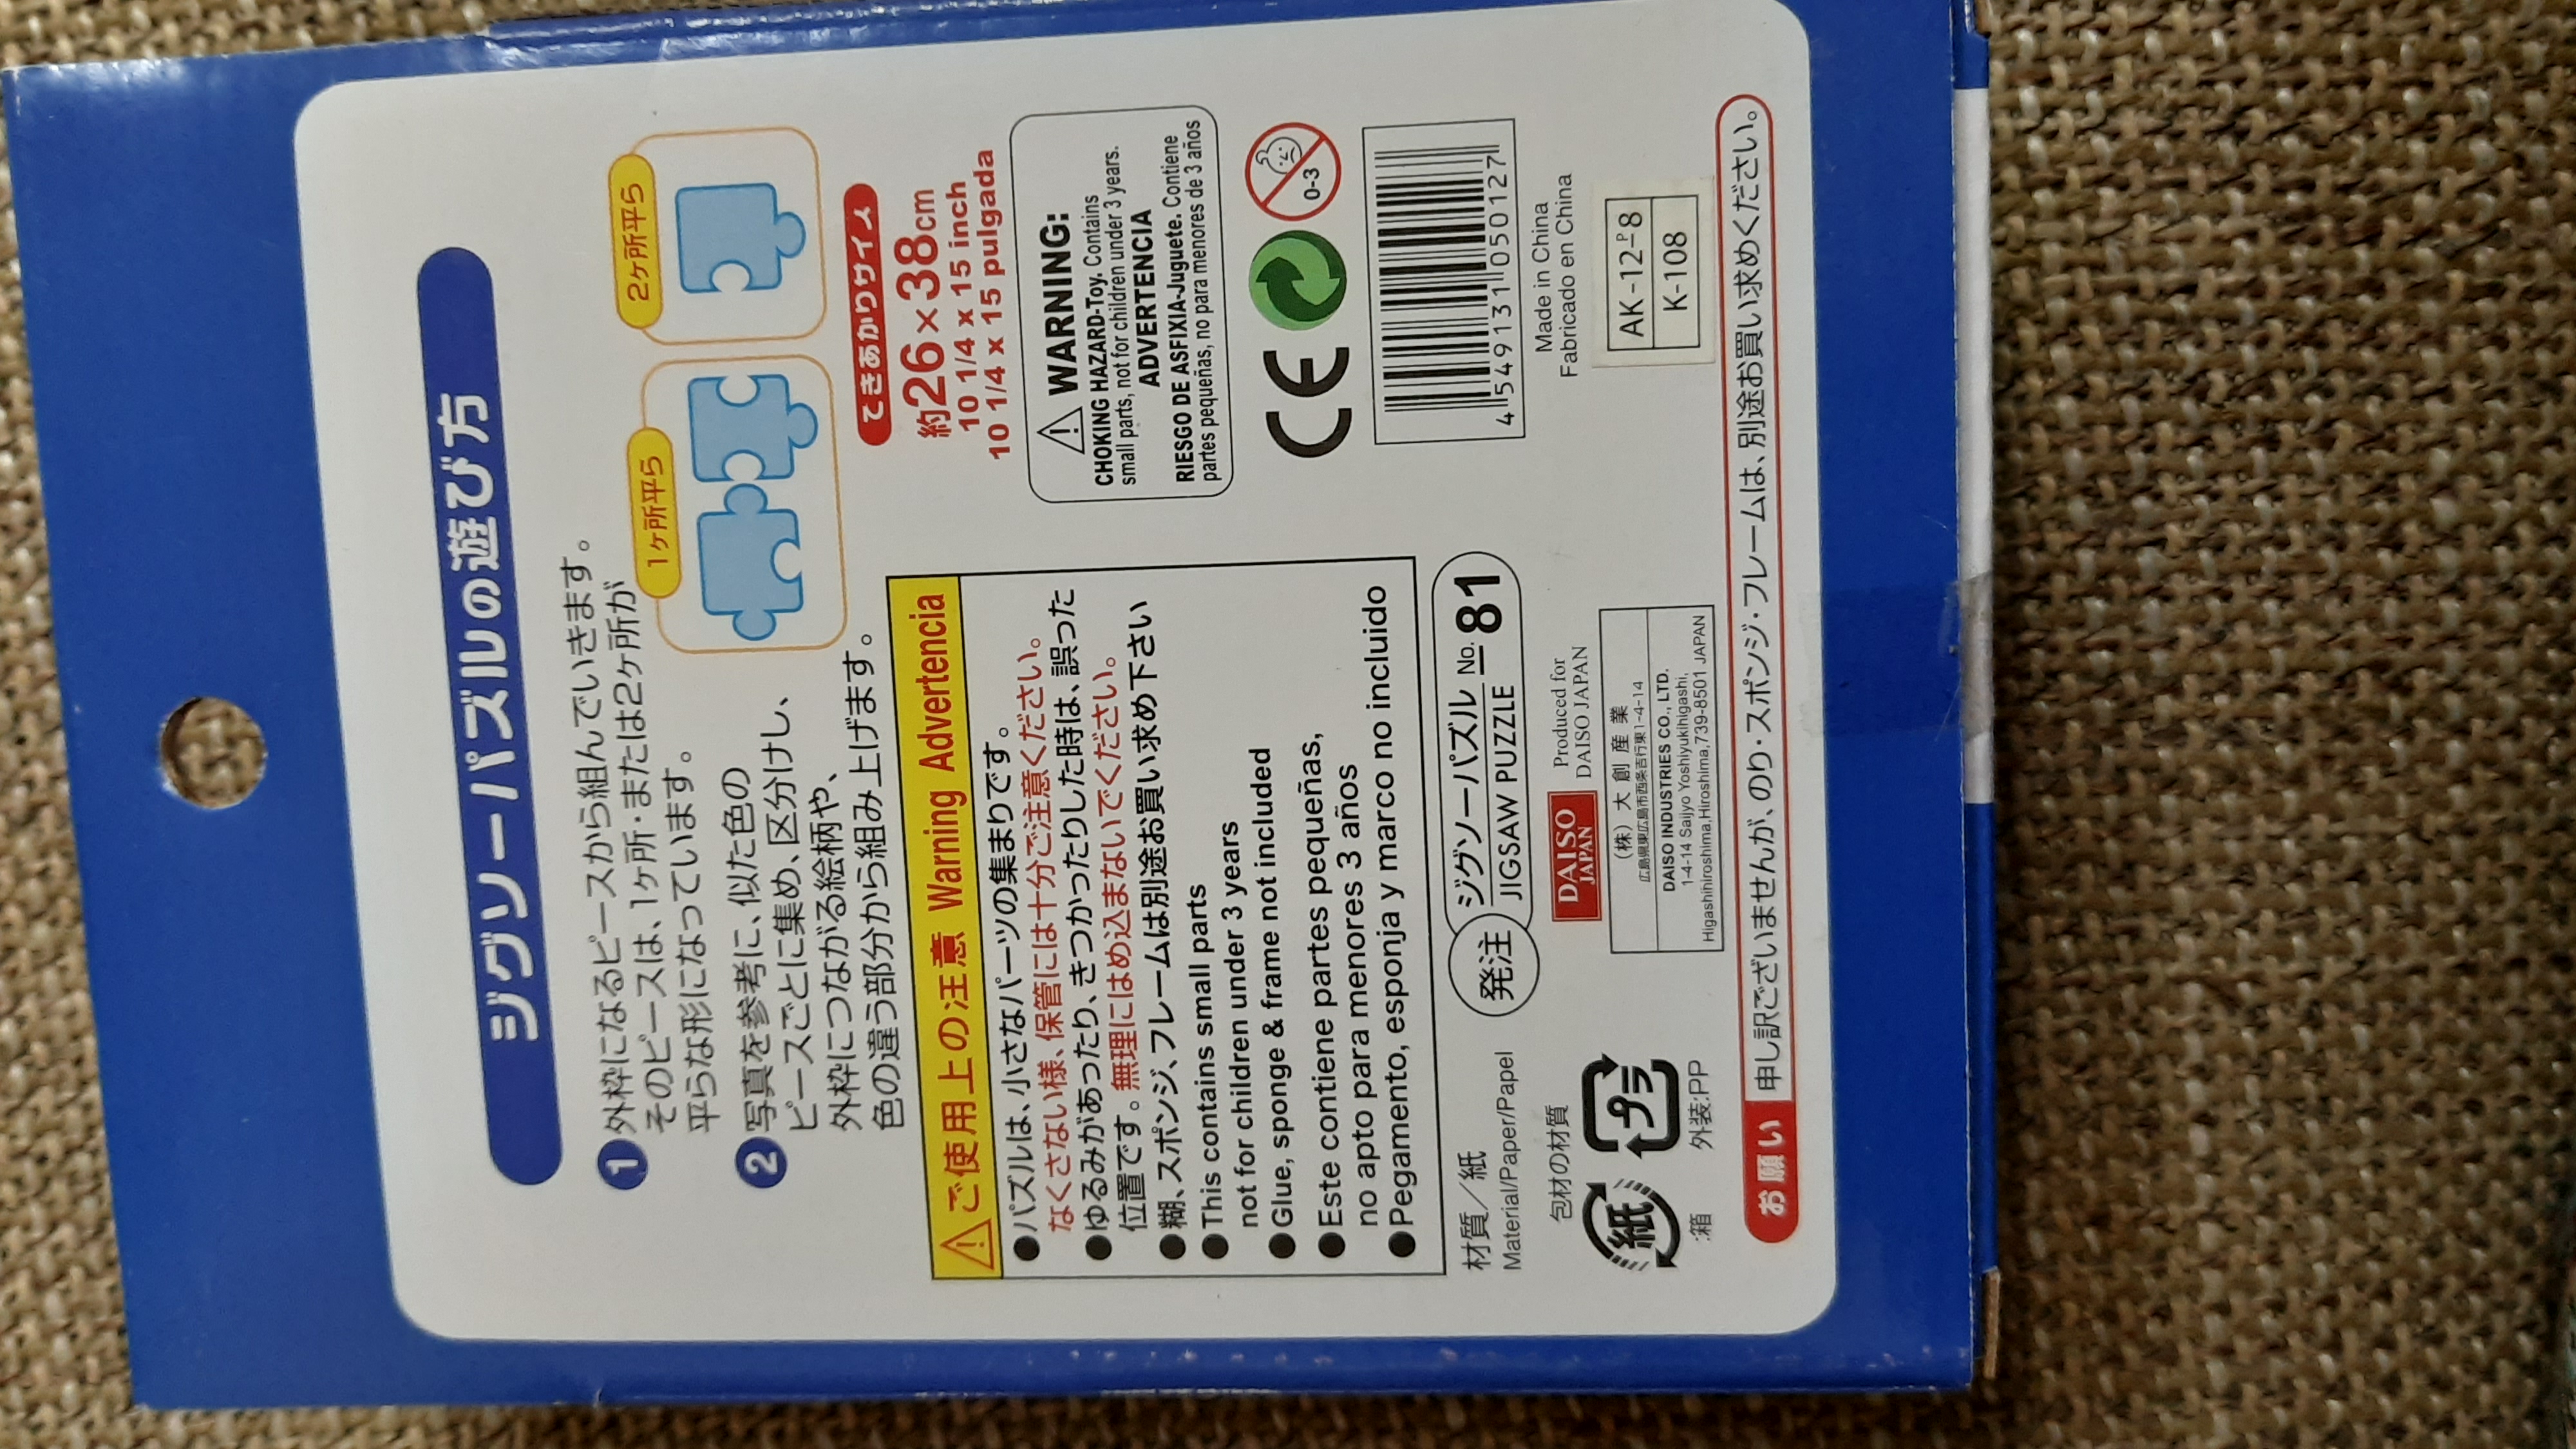 ジグソーパズルの遊び方
1 外枠になるピースから組んでいきます。
そのピースは、1ヶ所・または2ヶ所が
平らな形になっています。
1ヶ所平ら
2ヶ所平ら
2 写真を参考に、似た色の
ピースごとに集め、区分けし、
外枠につながる絵柄や、
色の違う部分から組み上げます。
できあがりサイズ
約26×38cm
10 1/4 x 15 inch
10 1/4 x 15 pulgada
⚠ご使用上の注意 Warning Advertencia
●パズルは、小さなパーツの集まりです。
なくさない様、保管には十分ご注意ください。
●ゆるみがあったり、きつかったりした時は、誤った
位置です。無理にはめ込まないでください。
●糊、スポンジ、フレームは別途お買い求め下さい
●This contains small parts
not for children under 3 years
●Glue, sponge & frame not included
●Este contiene partes pequeñas,
no apto para menores 3 años
●Pegamento, esponja y marco no incluido
⚠ WARNING:
CHOKING HAZARD-Toy. Contains
small parts, not for children under 3 years.
ADVERTENCIA
RIESGO DE ASFIXIA-Juguete. Contiene
partes pequeñas, no para menores de 3 años
CE
0-3
4 549131 050127
Made in China
Fabricado en China
AK-12-P8
K-108
材質／紙
Material/Paper/Papel
発注
ジグソーパズル
JIGSAW PUZZLE
No. 81
包材の材質
紙
プラ
:箱
外装:PP
DAISO
JAPAN
Produced for
DAISO JAPAN
(株) 大創産業
広島県東広島市西条吉行東1-4-14
DAISO INDUSTRIES CO., LTD.
1-4-14 Saijyo Yoshiyukihigashi,
Higashihiroshima,Hiroshima,739-8501 JAPAN
お願い 申し訳ございませんが、のり・スポンジ・フレームは、別途お買い求めください。